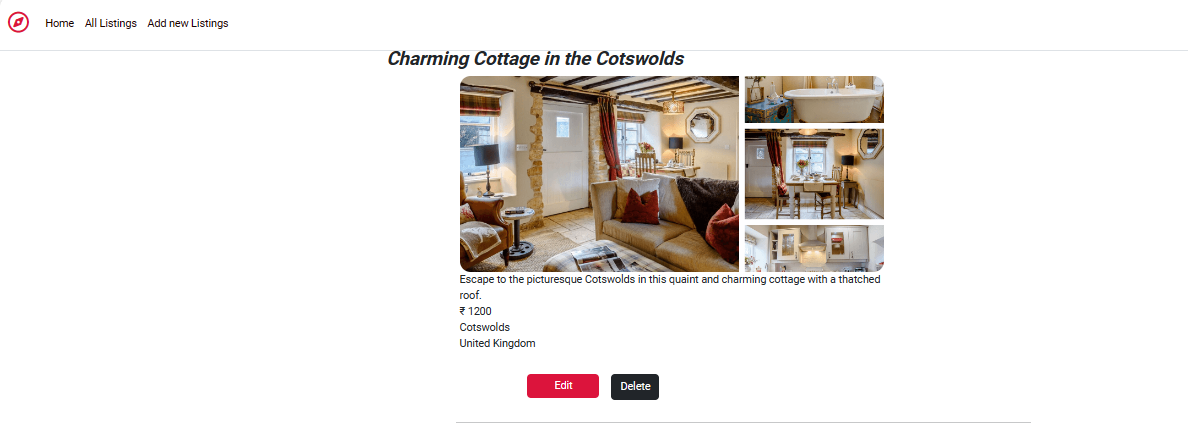 Home All Listings Add new Listings
Charming Cottage in the Cotswolds
Escape to the picturesque Cotswolds in this quaint and charming cottage with a thatched
roof.
₹ 1200
Cotswolds
United Kingdom
Edit Delete